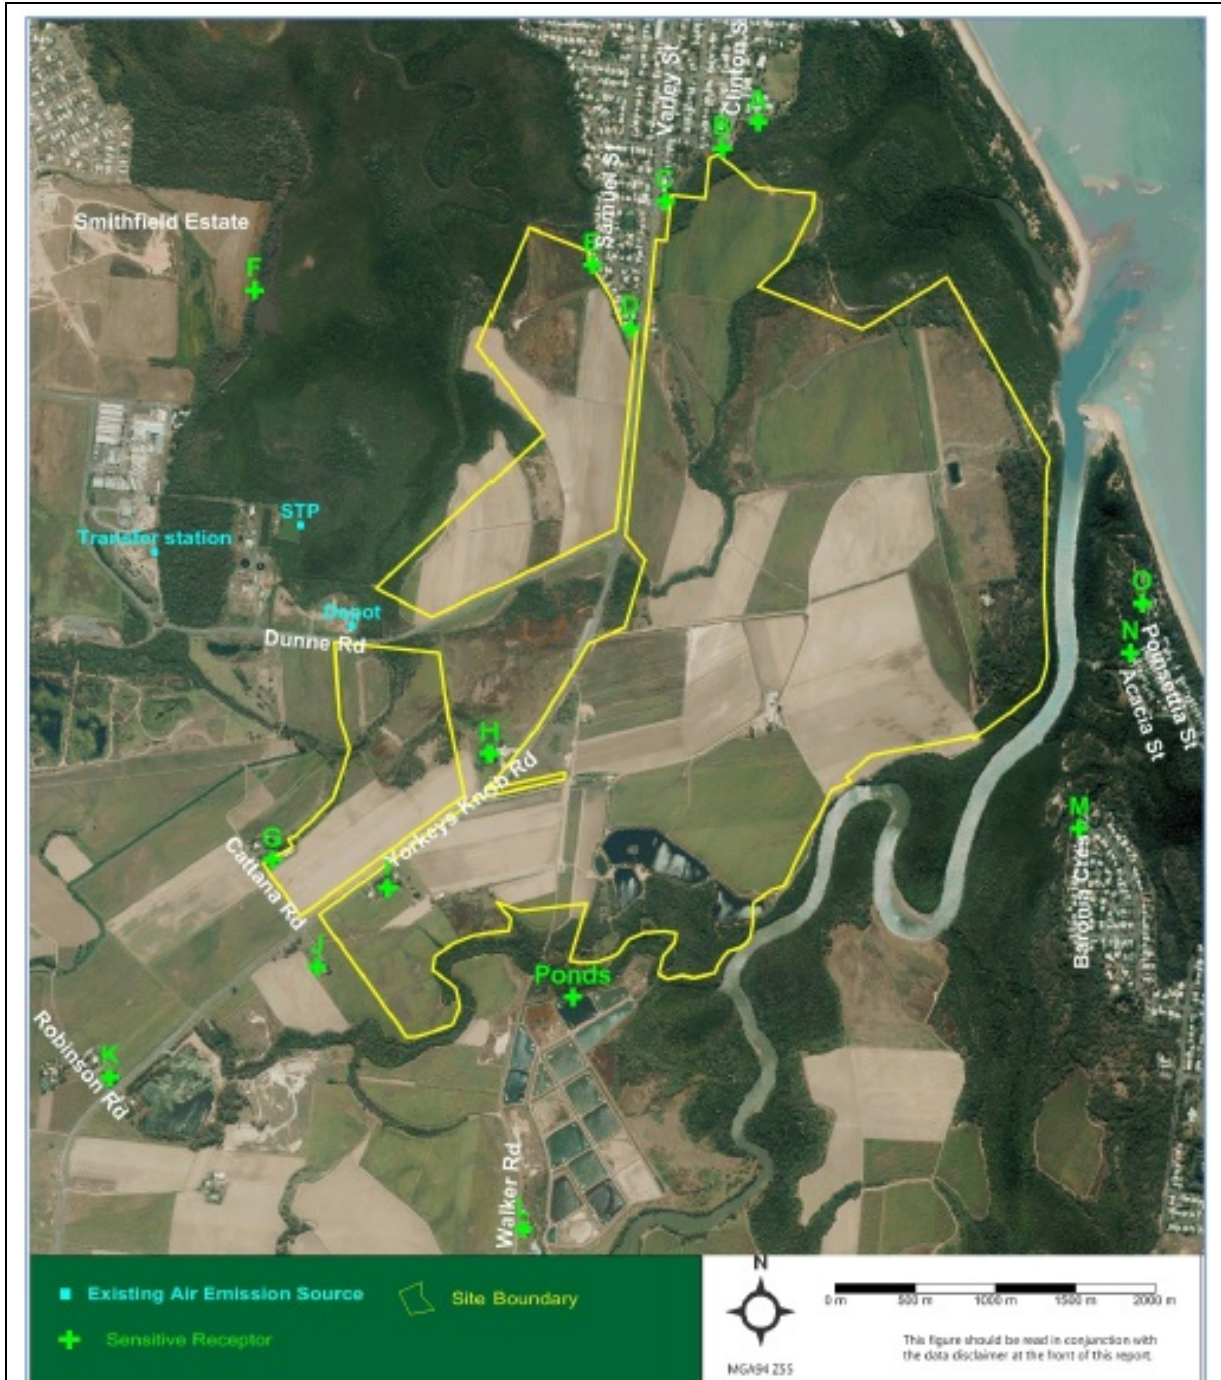 Clinton St
Varley St
A
B
Samuel St
C
Smithfield Estate
E
F
D
STP
Transfer station
Depot
Dunne Rd
O
N
Poinsettia St
Acacia St
H
Yorkeys Knob Rd
M
G
Cattana Rd
I
Baronia Cres
J
Ponds
K
Robinson Rd
Walker Rd
L
Existing Air Emission Source
Site Boundary
Sensitive Receptor
N
MGA94 Z55
0 m 500 m 1000 m 1500 m 2000 m
This figure should be read in conjunction with
the data disclaimer at the front of this report.